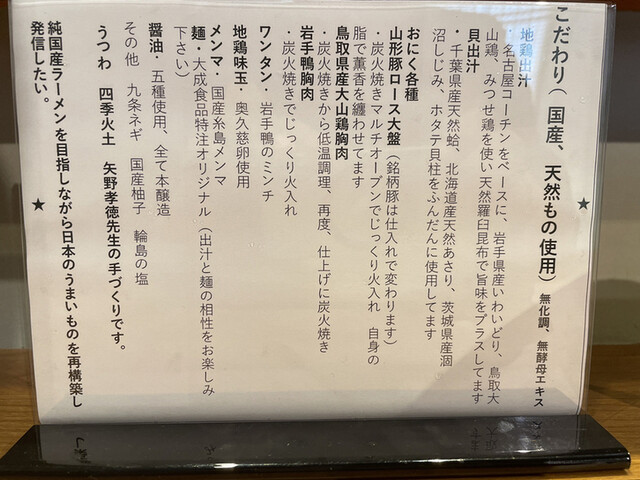 こだわり（国産、天然もの使用）無化調、無酵母エキス
★
地鶏出汁
・名古屋コーチンをベースに、岩手県産いわいどり、鳥取大
山鶏、みつせ鶏を使い天然羅臼昆布で旨味をプラスしてます
貝出汁
・千葉県産天然蛤、北海道産天然あさり、茨城県産涸
沼しじみ、ホタテ貝柱をふんだんに使用してます
おにく各種
山形豚ロース大盤（銘柄豚は仕入れで変わります）
・炭火焼きマルチオーブンでじっくり火入れ　自身の
脂で薫香を纏わせてます
鳥取県産大山鶏胸肉
・炭火焼きから低温調理、再度、仕上げに炭火焼き
岩手鴨胸肉
・炭火焼きでじっくり火入れ
ワンタン・岩手鴨のミンチ
地鶏味玉・奥久慈卵使用
メンマ・国産糸島メンマ
麺・大成食品特注オリジナル（出汁と麺の相性をお楽しみ
下さい）
醤油・五種使用、全て本醸造
その他　九条ネギ　国産柚子　輪島の塩
うつわ　四季火土　矢野孝徳先生の手づくりです。
★
純国産ラーメンを目指しながら日本のうまいものを再構築し
発信したい。